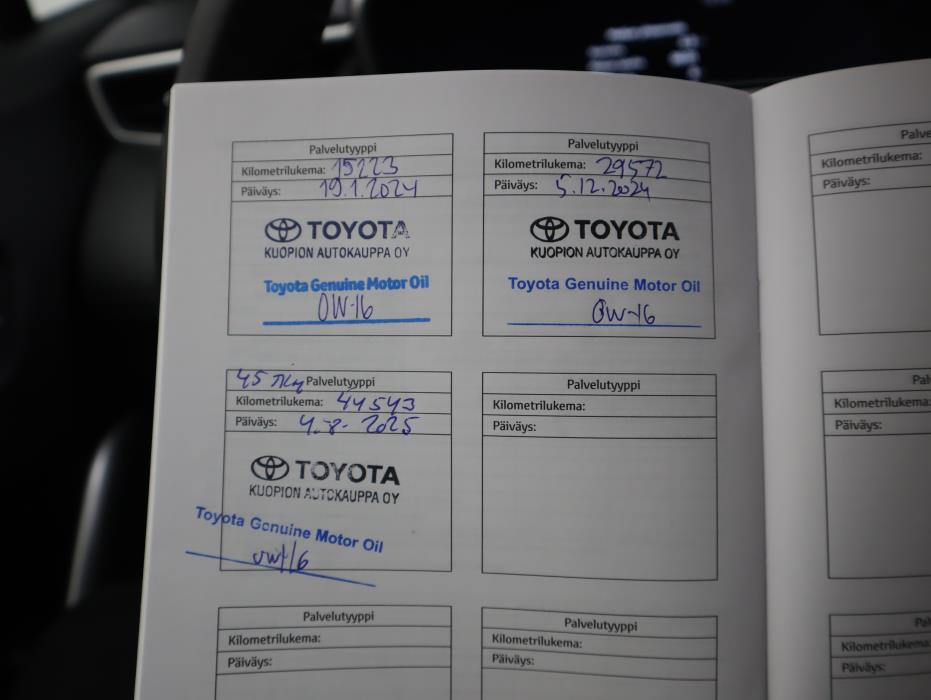 Palvelutyyppi
Kilometrilukema: 15223
Päiväys: 19.1.2024
TOYOTA
KUOPION AUTOKAUPPA OY
Toyota Genuine Motor Oil
0W-16
Palvelutyyppi
Kilometrilukema: 29572
Päiväys: 5.12.2024
TOYOTA
KUOPION AUTOKAUPPA OY
Toyota Genuine Motor Oil
0W-16
45 Palvelutyyppi
Kilometrilukema: 44543
Päiväys: 4.8.2025
TOYOTA
KUOPION AUTOKAUPPA OY
Toyota Genuine Motor Oil
0W16
Palvelutyyppi
Kilometrilukema:
Päiväys:
Palvelutyyppi
Kilometrilukema:
Päiväys:
Palvelutyyppi
Kilometrilukema:
Päiväys:
Palve
Kilometrilukema:
Päiväys:
Pal
Kilometrilukema:
Päiväys:
Pal
Kilometrilukema
Päiväys: